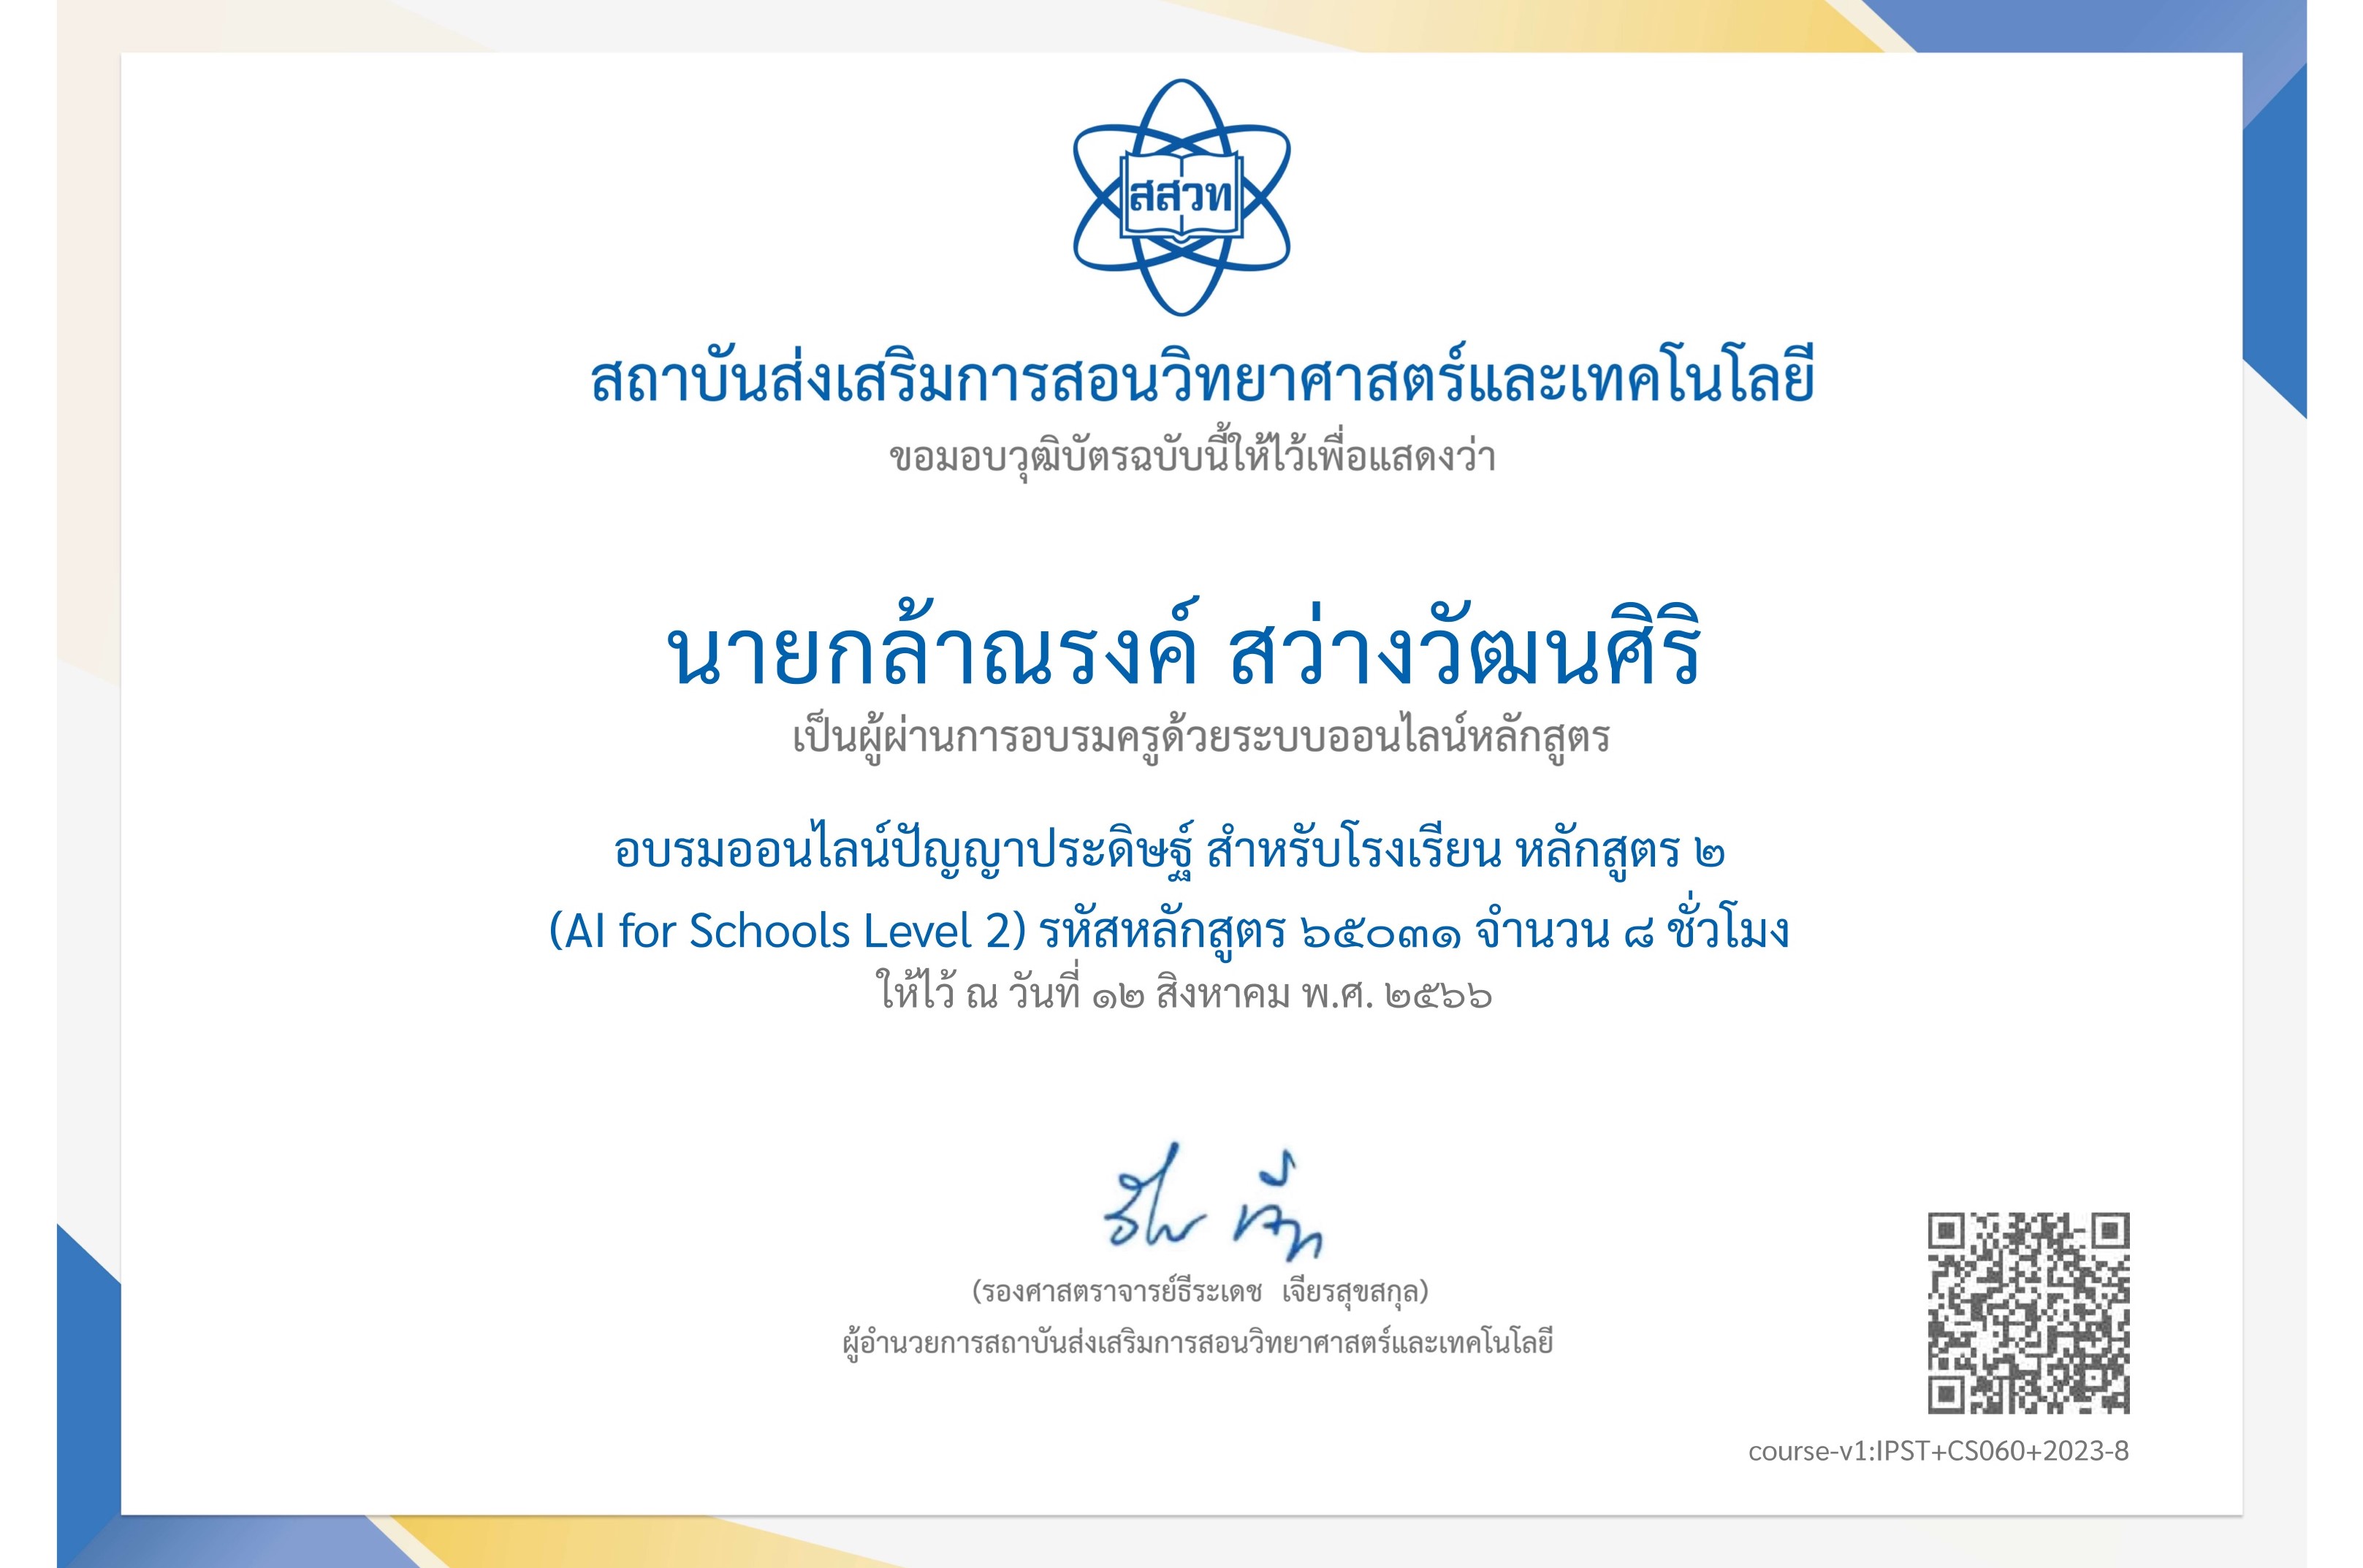 สสวท
สถาบันส่งเสริมการสอนวิทยาศาสตร์และเทคโนโลยี
ขอมอบวุฒิบัตรฉบับนี้ให้ไว้เพื่อแสดงว่า
นายกล้าณรงค์ สว่างวัฒนศิริ
เป็นผู้ผ่านการอบรมครูด้วยระบบออนไลน์หลักสูตร
อบรมออนไลน์ปัญญาประดิษฐ์ สำหรับโรงเรียน หลักสูตร ๒
(AI for Schools Level 2) รหัสหลักสูตร ๖๕๐๓๑ จำนวน ๘ ชั่วโมง
ให้ไว้ ณ วันที่ ๑๒ สิงหาคม พ.ศ. ๒๕๖๖
(รองศาสตราจารย์ธีระเดช เจียรสุขสกุล)
ผู้อำนวยการสถาบันส่งเสริมการสอนวิทยาศาสตร์และเทคโนโลยี
course-v1:IPST+CS060+2023-8